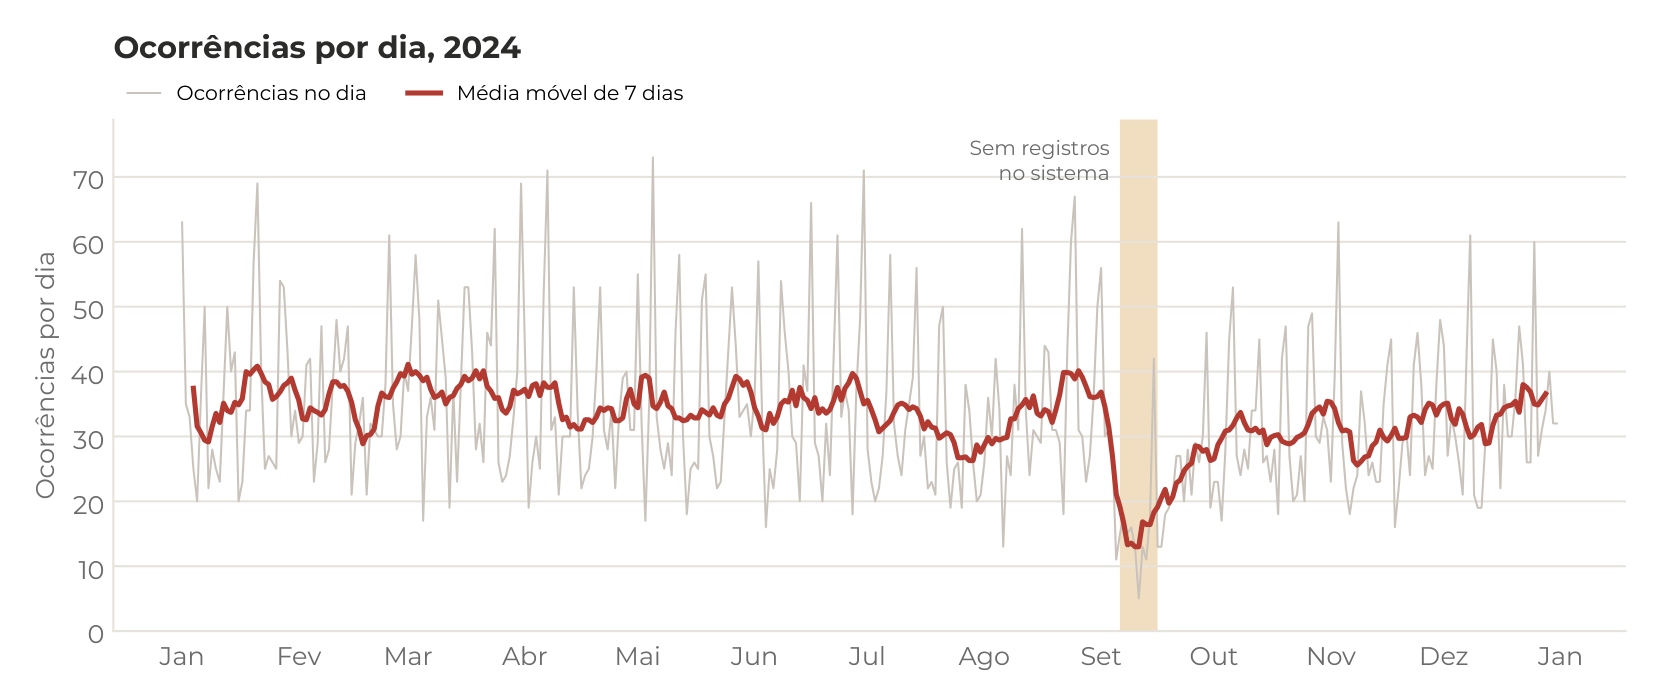 Ocorrências por dia, 2024
Ocorrências no dia
Média móvel de 7 dias
Sem registros
no sistema
Ocorrências por dia
70
60
50
40
30
20
10
0
Jan
Fev
Mar
Abr
Mai
Jun
Jul
Ago
Set
Out
Nov
Dez
Jan